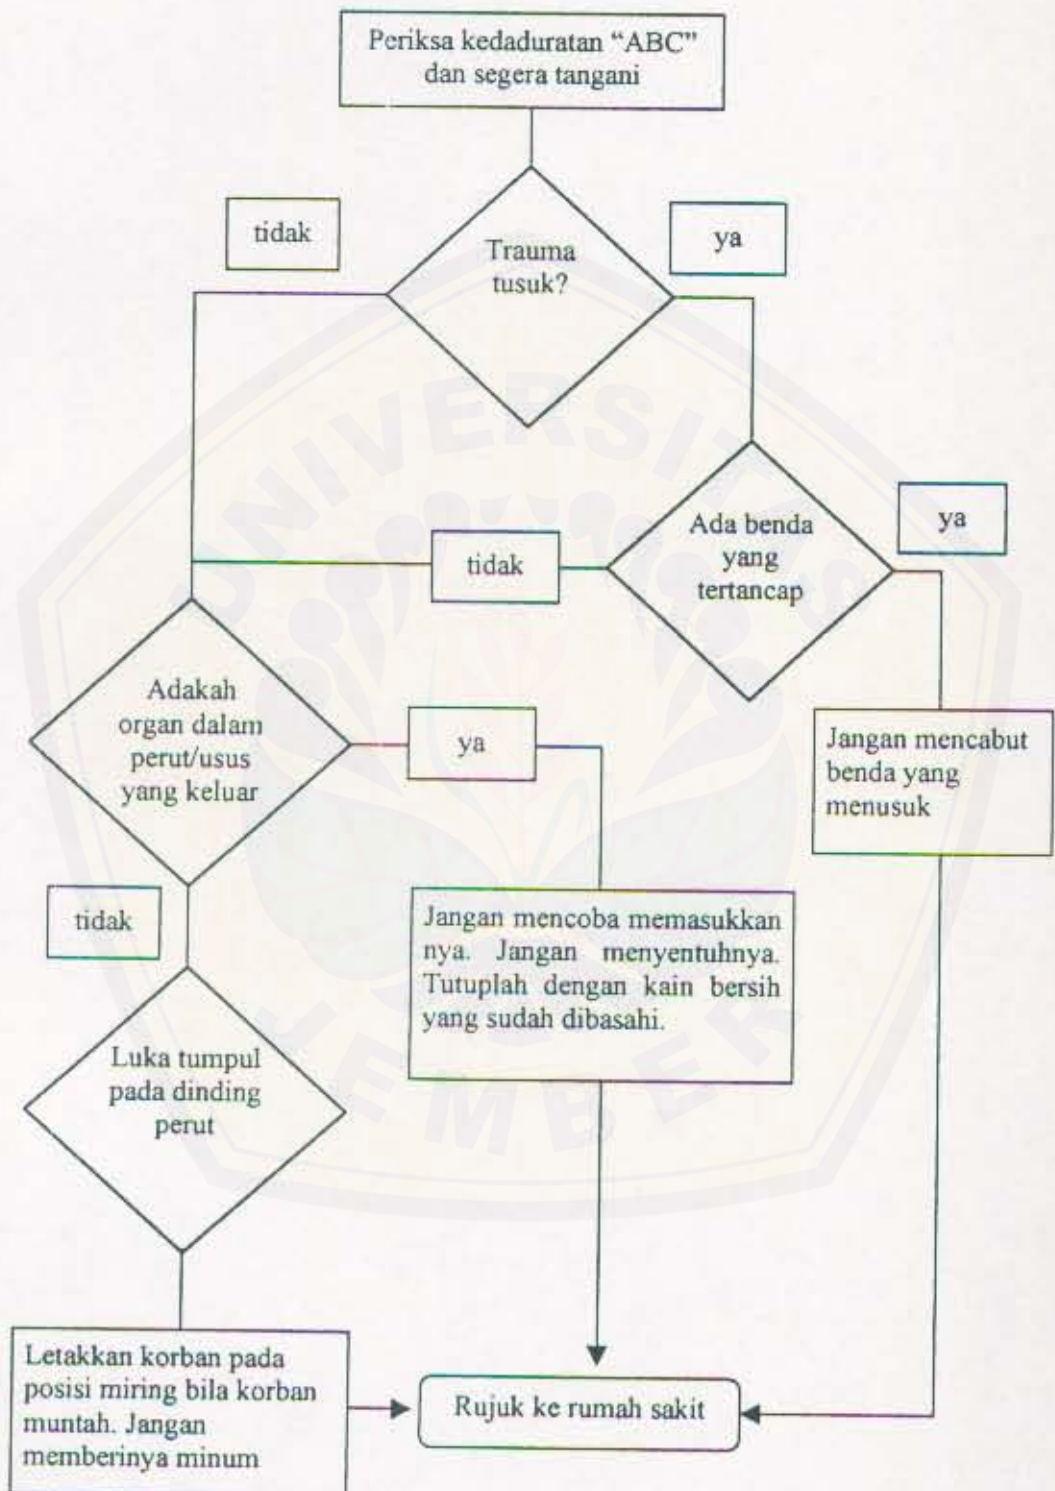 Periksa kedaduratan “ABC”
dan segera tangani
tidak
ya
Trauma
tusuk?
ya
Ada benda
yang
tertancap
tidak
Adakah
organ dalam
perut/usus
yang keluar
ya
Jangan mencabut
benda yang
menusuk
tidak
Jangan mencoba memasukkan
nya. Jangan menyentuhnya.
Tutuplah dengan kain bersih
yang sudah dibasahi.
Luka tumpul
pada dinding
perut
Letakkan korban pada
posisi miring bila korban
muntah. Jangan
memberinya minum
Rujuk ke rumah sakit
UNIVERSITAS
JEMBER